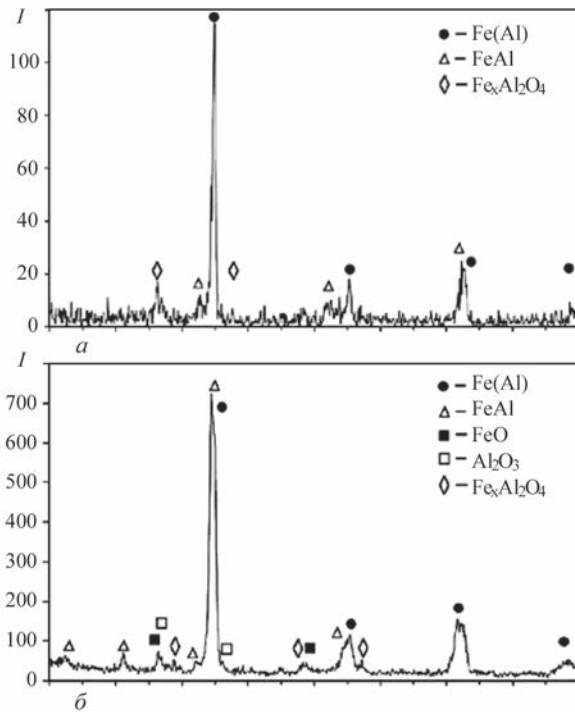 I
120
100
80
60
40
20
0
● – Fe(Al)
△ – FeAl
◊ – FeₓAl₂O₄
а
I
700
600
500
400
300
200
100
0
● – Fe(Al)
△ – FeAl
■ – FeO
□ – Al₂O₃
◊ – FeₓAl₂O₄
б